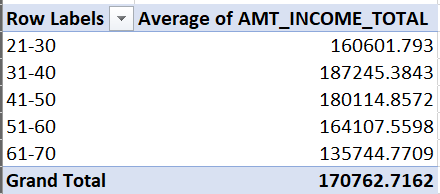 Row Labels Average of AMT_INCOME_TOTAL
21-30 160601.793
31-40 187245.3843
41-50 180114.8572
51-60 164107.5598
61-70 135744.7709
Grand Total 170762.7162